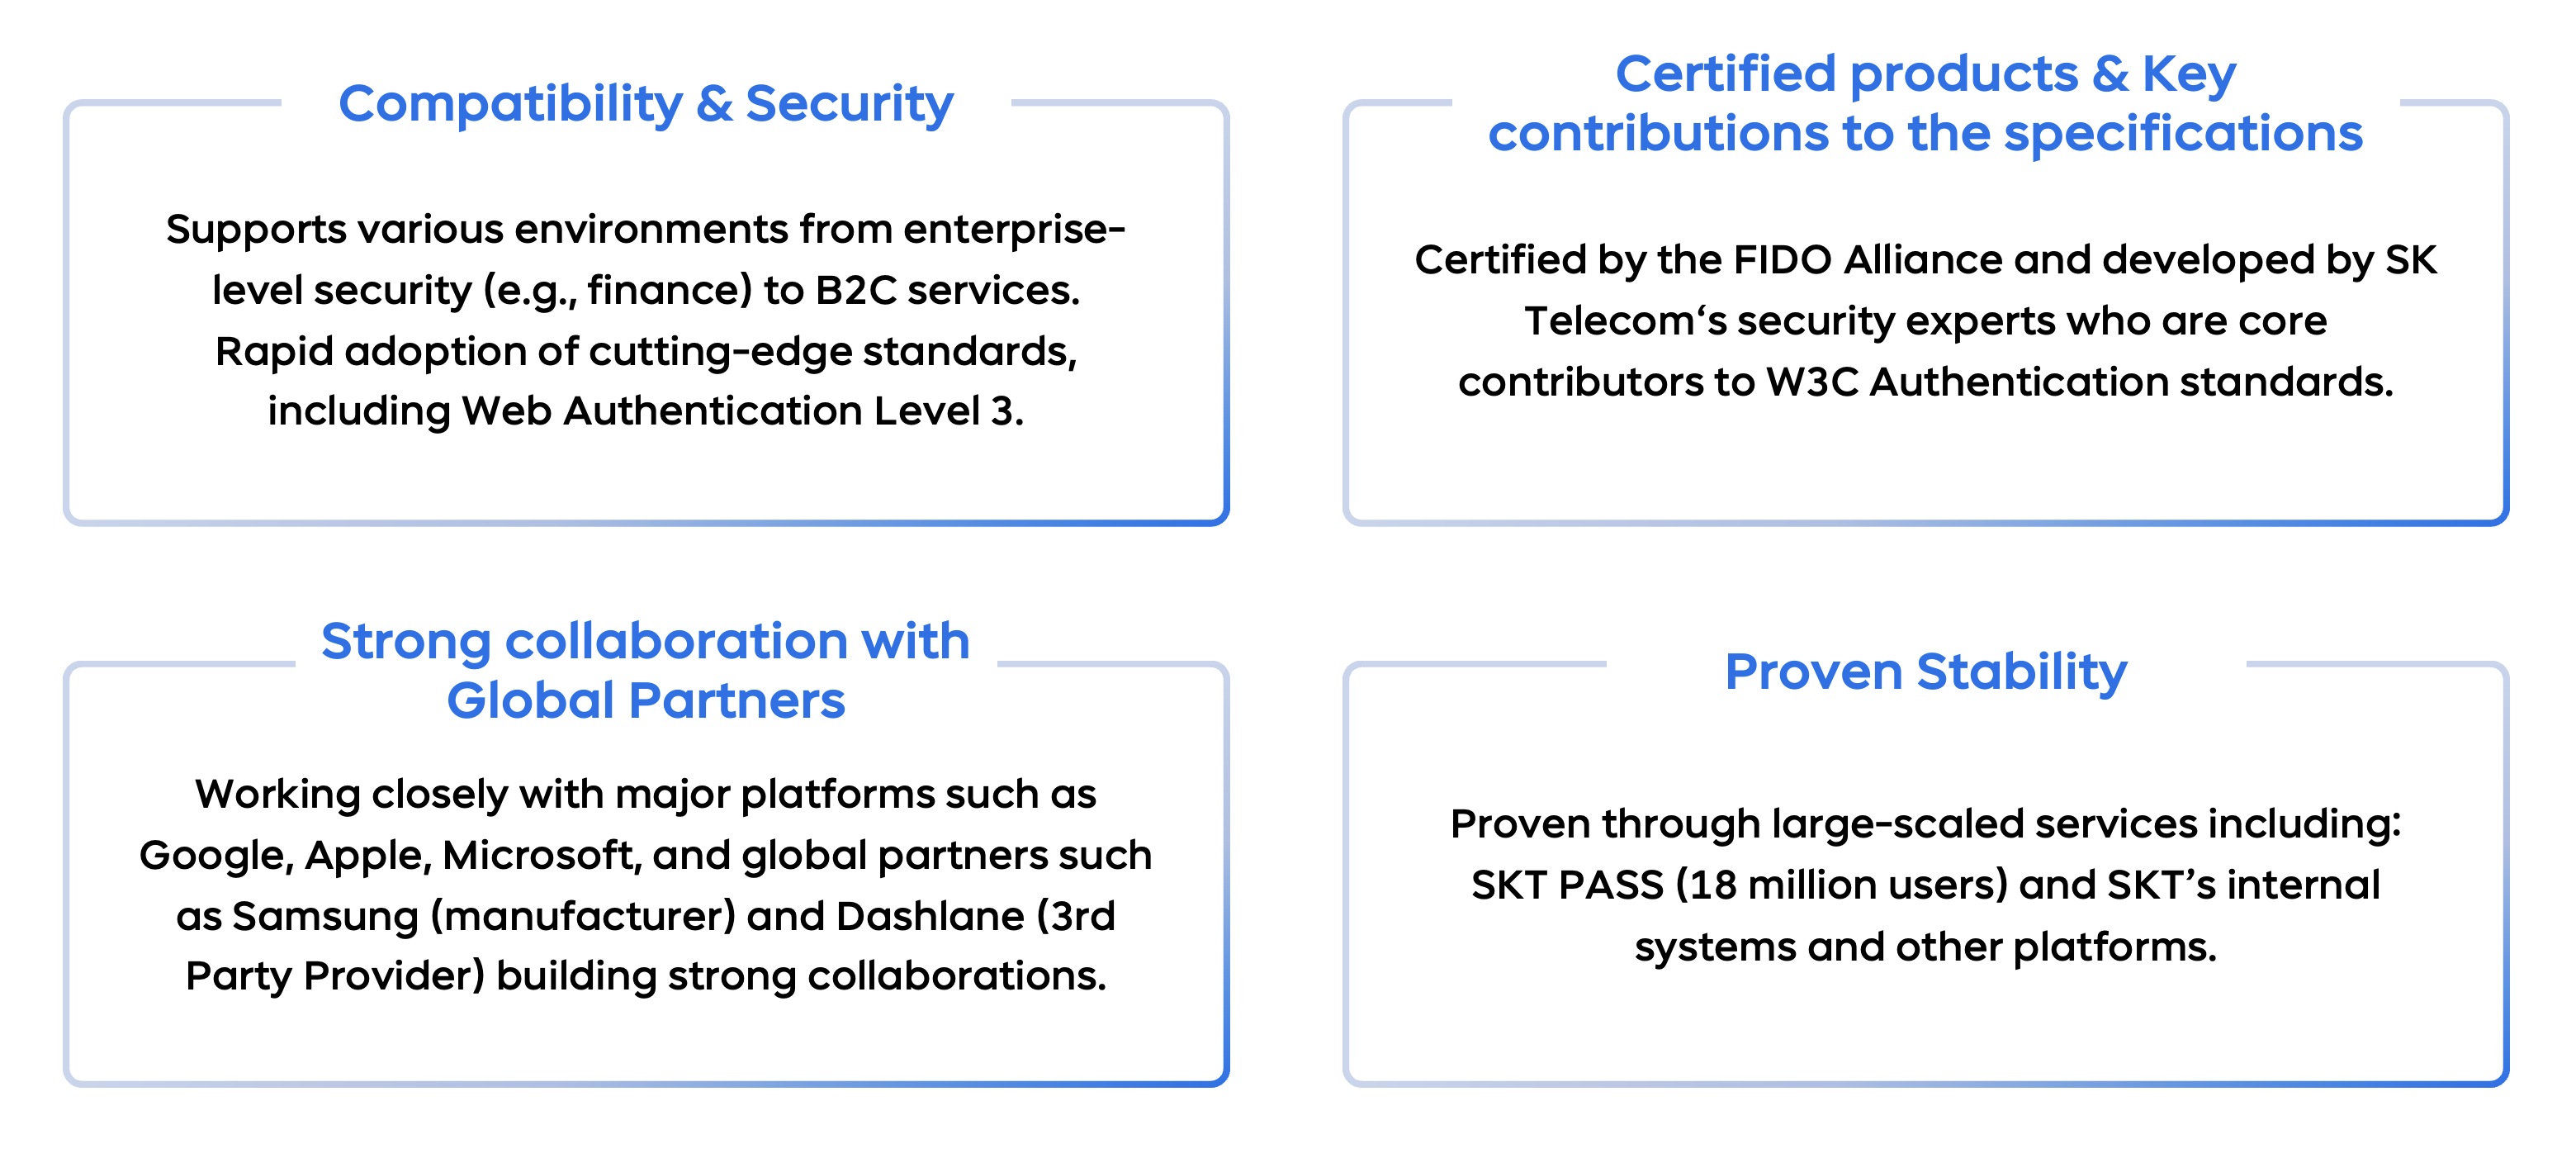 Compatibility & Security
Supports various environments from enterprise-
level security (e.g., finance) to B2C services.
Rapid adoption of cutting-edge standards,
including Web Authentication Level 3.
Certified products & Key
contributions to the specifications
Certified by the FIDO Alliance and developed by SK
Telecom‘s security experts who are core
contributors to W3C Authentication standards.
Strong collaboration with
Global Partners
Working closely with major platforms such as
Google, Apple, Microsoft, and global partners such
as Samsung (manufacturer) and Dashlane (3rd
Party Provider) building strong collaborations.
Proven Stability
Proven through large-scaled services including:
SKT PASS (18 million users) and SKT’s internal
systems and other platforms.